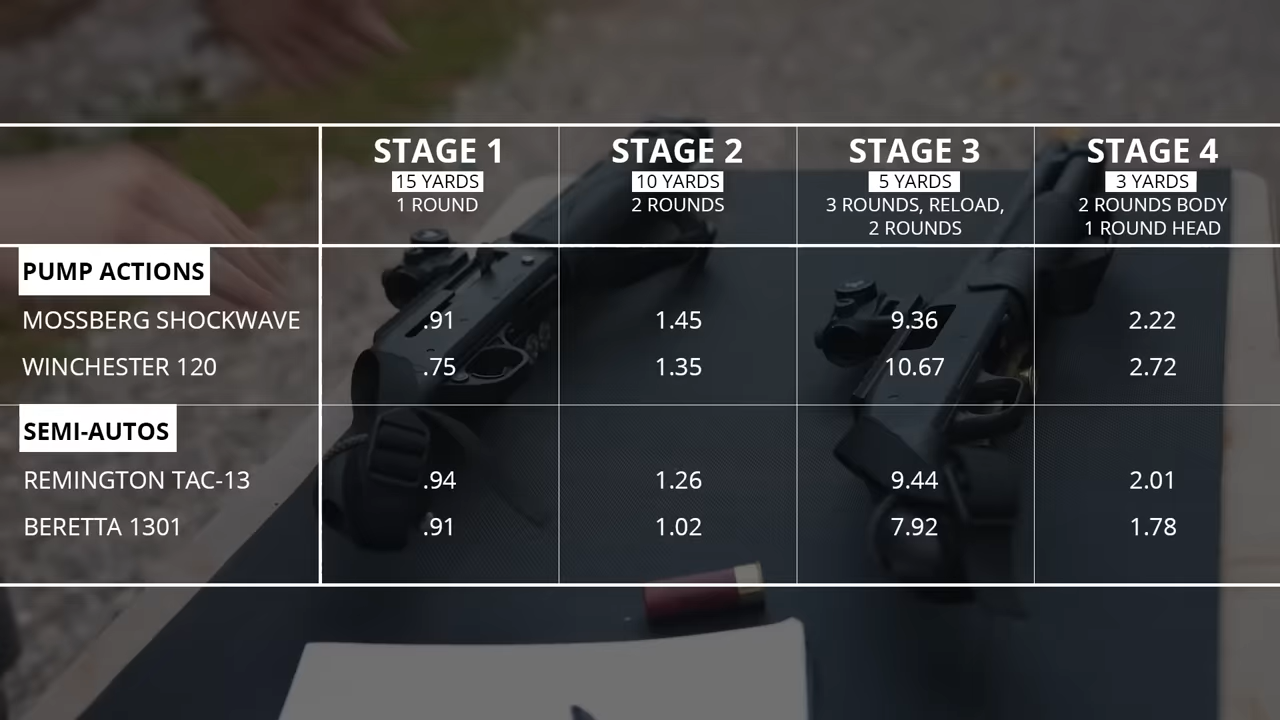 STAGE 1 STAGE 2 STAGE 3 STAGE 4
15 YARDS 10 YARDS 5 YARDS 3 YARDS
1 ROUND 2 ROUNDS 3 ROUNDS, RELOAD, 2 ROUNDS BODY
2 ROUNDS 1 ROUND HEAD
PUMP ACTIONS
MOSSBERG SHOCKWAVE .91 1.45 9.36 2.22
WINCHESTER 120 .75 1.35 10.67 2.72
SEMI-AUTOS
REMINGTON TAC-13 .94 1.26 9.44 2.01
BERETTA 1301 .91 1.02 7.92 1.78